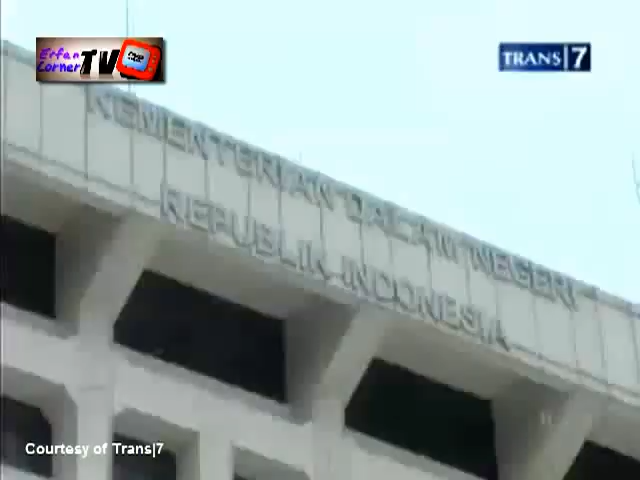 Erfan
Corner TV
TRANS|7
KEMENTERIAN DALAM NEGERI
REPUBLIK INDONESIA
Courtesy of Trans|7